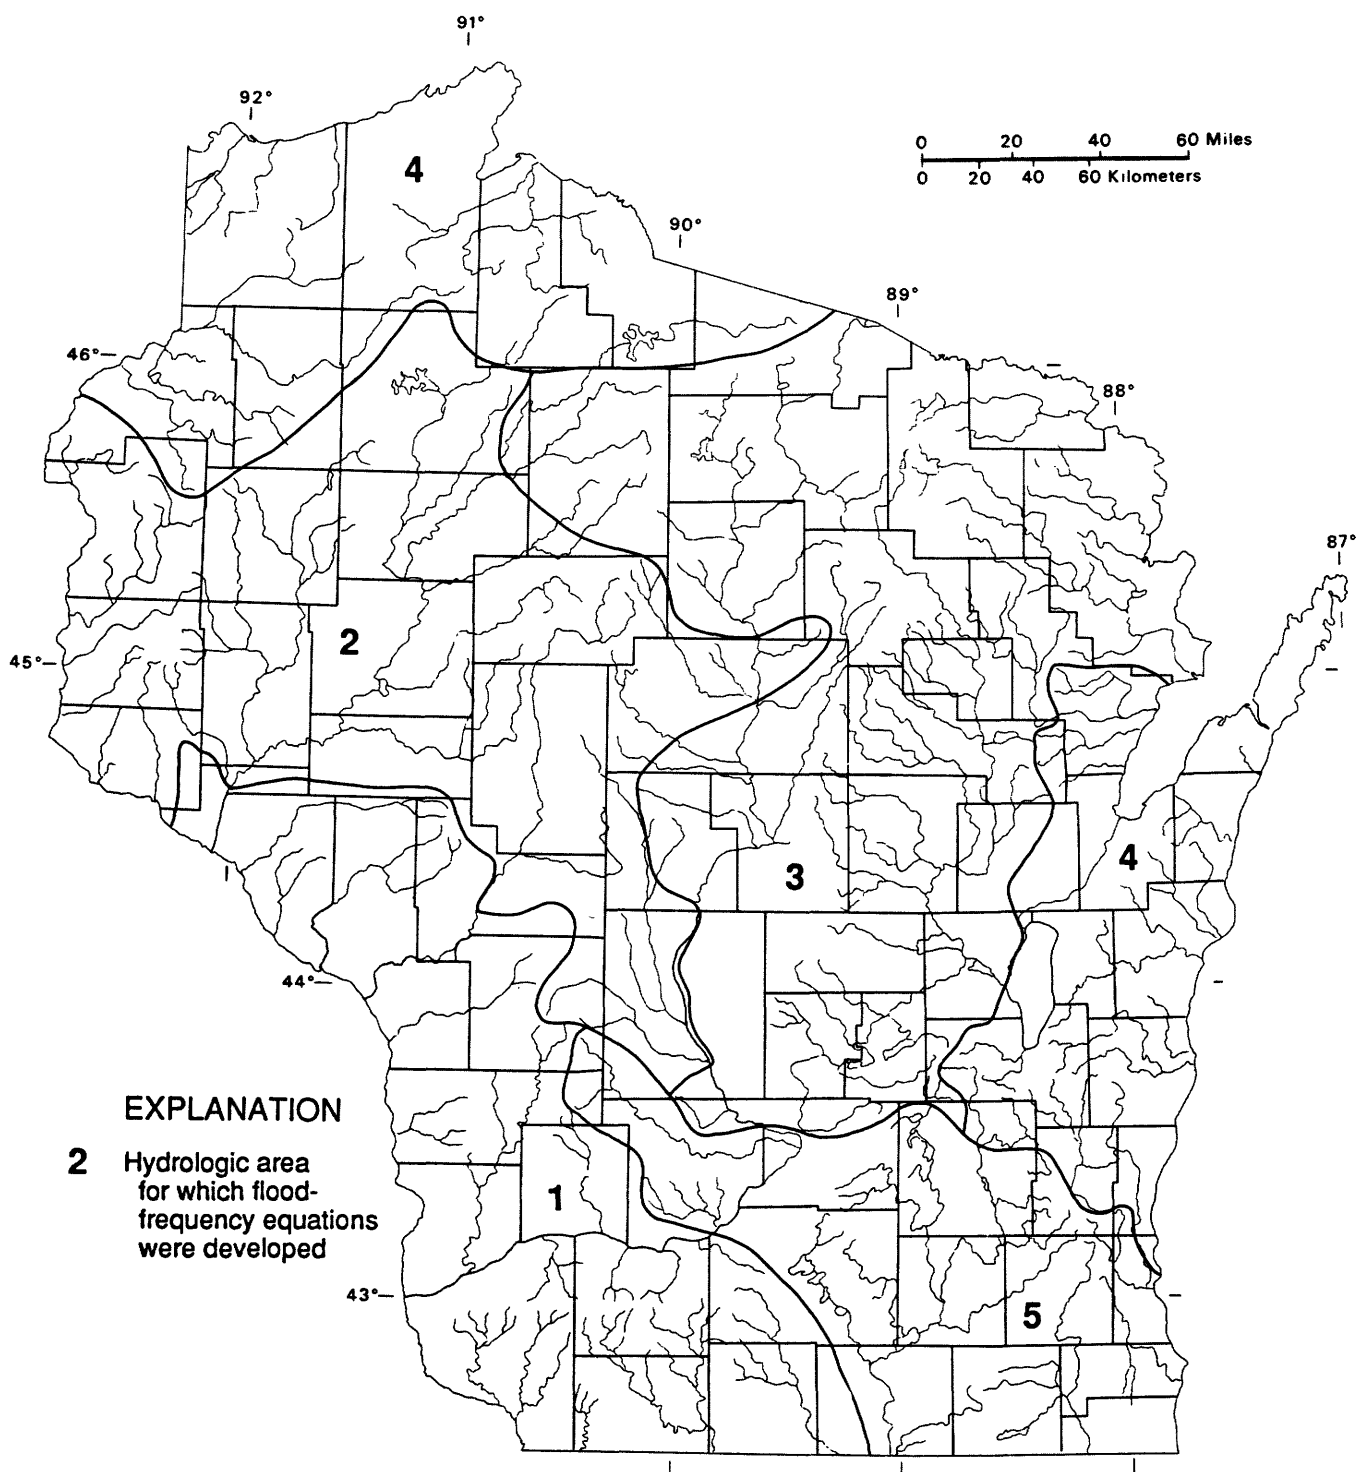 91°
92°
4
0 20 40 60 Miles
0 20 40 60 Kilometers
90°
89°
46°
88°
87°
2
45°
3
4
44°
EXPLANATION
2 Hydrologic area
for which flood-
frequency equations
were developed
1
43°
5